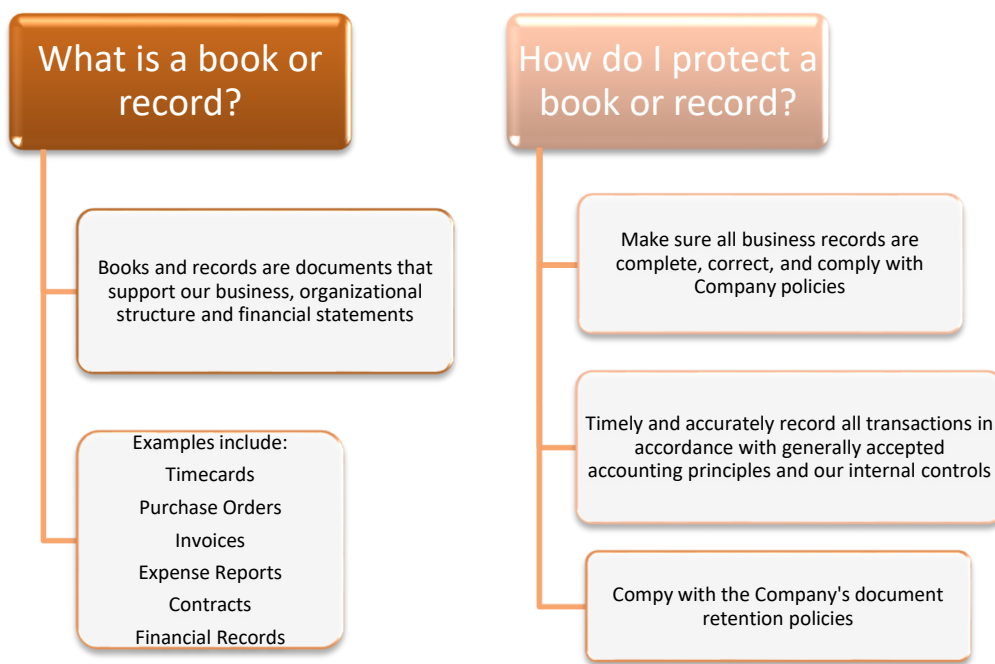 What is a book or
record?
Books and records are documents that
support our business, organizational
structure and financial statements
Examples include:
Timecards
Purchase Orders
Invoices
Expense Reports
Contracts
Financial Records
How do I protect a
book or record?
Make sure all business records are
complete, correct, and comply with
Company policies
Timely and accurately record all transactions in
accordance with generally accepted
accounting principles and our internal controls
Compy with the Company's document
retention policies